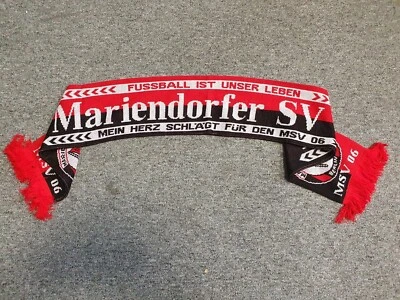 FUSSBALL IST UNSER LEBEN
Mariendorfer SV
MEIN HERZ SCHLÄGT FÜR DEN MSV 06
MSV 06
MSV 06